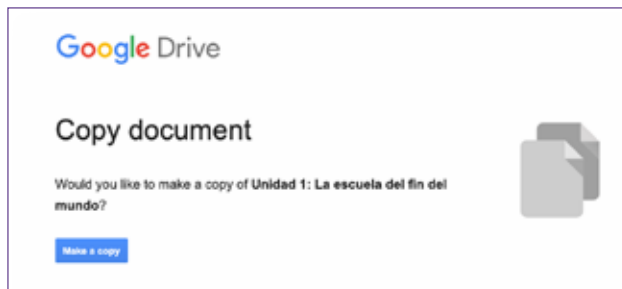 Google Drive
Copy document
Would you like to make a copy of Unidad 1: La escuela del fin del
mundo?
Make a copy